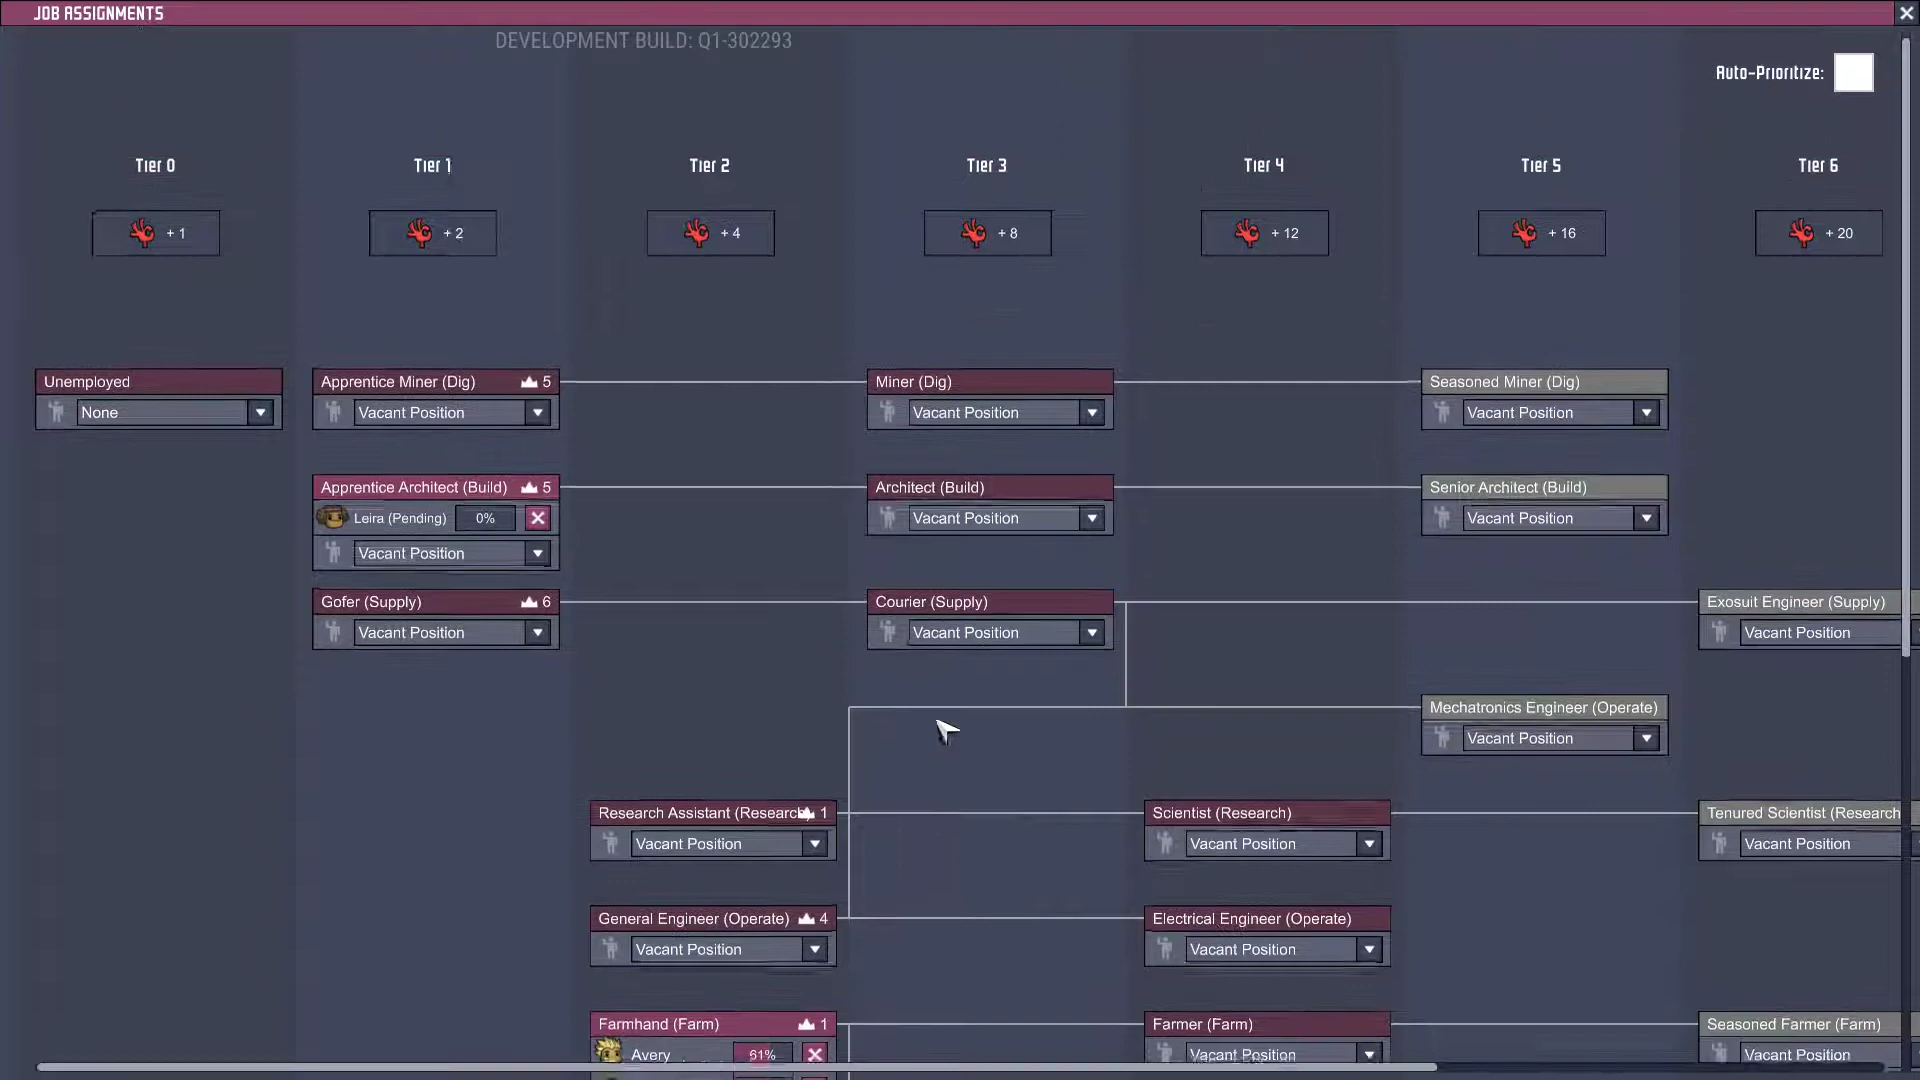 JOB ASSIGNMENTS
DEVELOPMENT BUILD: Q1-302293
Auto-Prioritize:
Tier 0 Tier 1 Tier 2 Tier 3 Tier 4 Tier 5 Tier 6
+ 1 + 2 + 4 + 8 + 12 + 16 + 20
Unemployed Apprentice Miner (Dig) 5 Miner (Dig) Seasoned Miner (Dig)
None Vacant Position Vacant Position Vacant Position
Apprentice Architect (Build) 5 Architect (Build) Senior Architect (Build)
Leira (Pending) 0% Vacant Position Vacant Position
Vacant Position
Gofer (Supply) 6 Courier (Supply) Exosuit Engineer (Supply)
Vacant Position Vacant Position Vacant Position
Mechatronics Engineer (Operate)
Vacant Position
Research Assistant (Research 1 Scientist (Research) Tenured Scientist (Research
Vacant Position Vacant Position Vacant Position
General Engineer (Operate) 4 Electrical Engineer (Operate)
Vacant Position Vacant Position
Farmhand (Farm) 1 Farmer (Farm) Seasoned Farmer (Farm)
Avery 61% Vacant Position Vacant Position